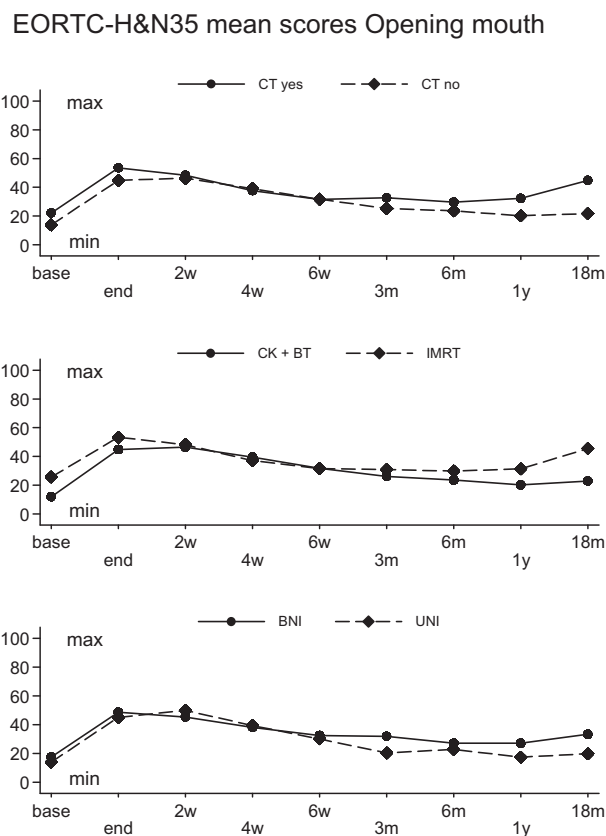 EORTC-H&N35 mean scores Opening mouth
CT yes CT no
100 max
80
60
40
20
0 min
base 2w 6w 6m 18m
end 4w 3m 1y
CK + BT IMRT
100 max
80
60
40
20
0 min
base 2w 6w 6m 18m
end 4w 3m 1y
BNI UNI
100 max
80
60
40
20
0 min
base 2w 6w 6m 18m
end 4w 3m 1y